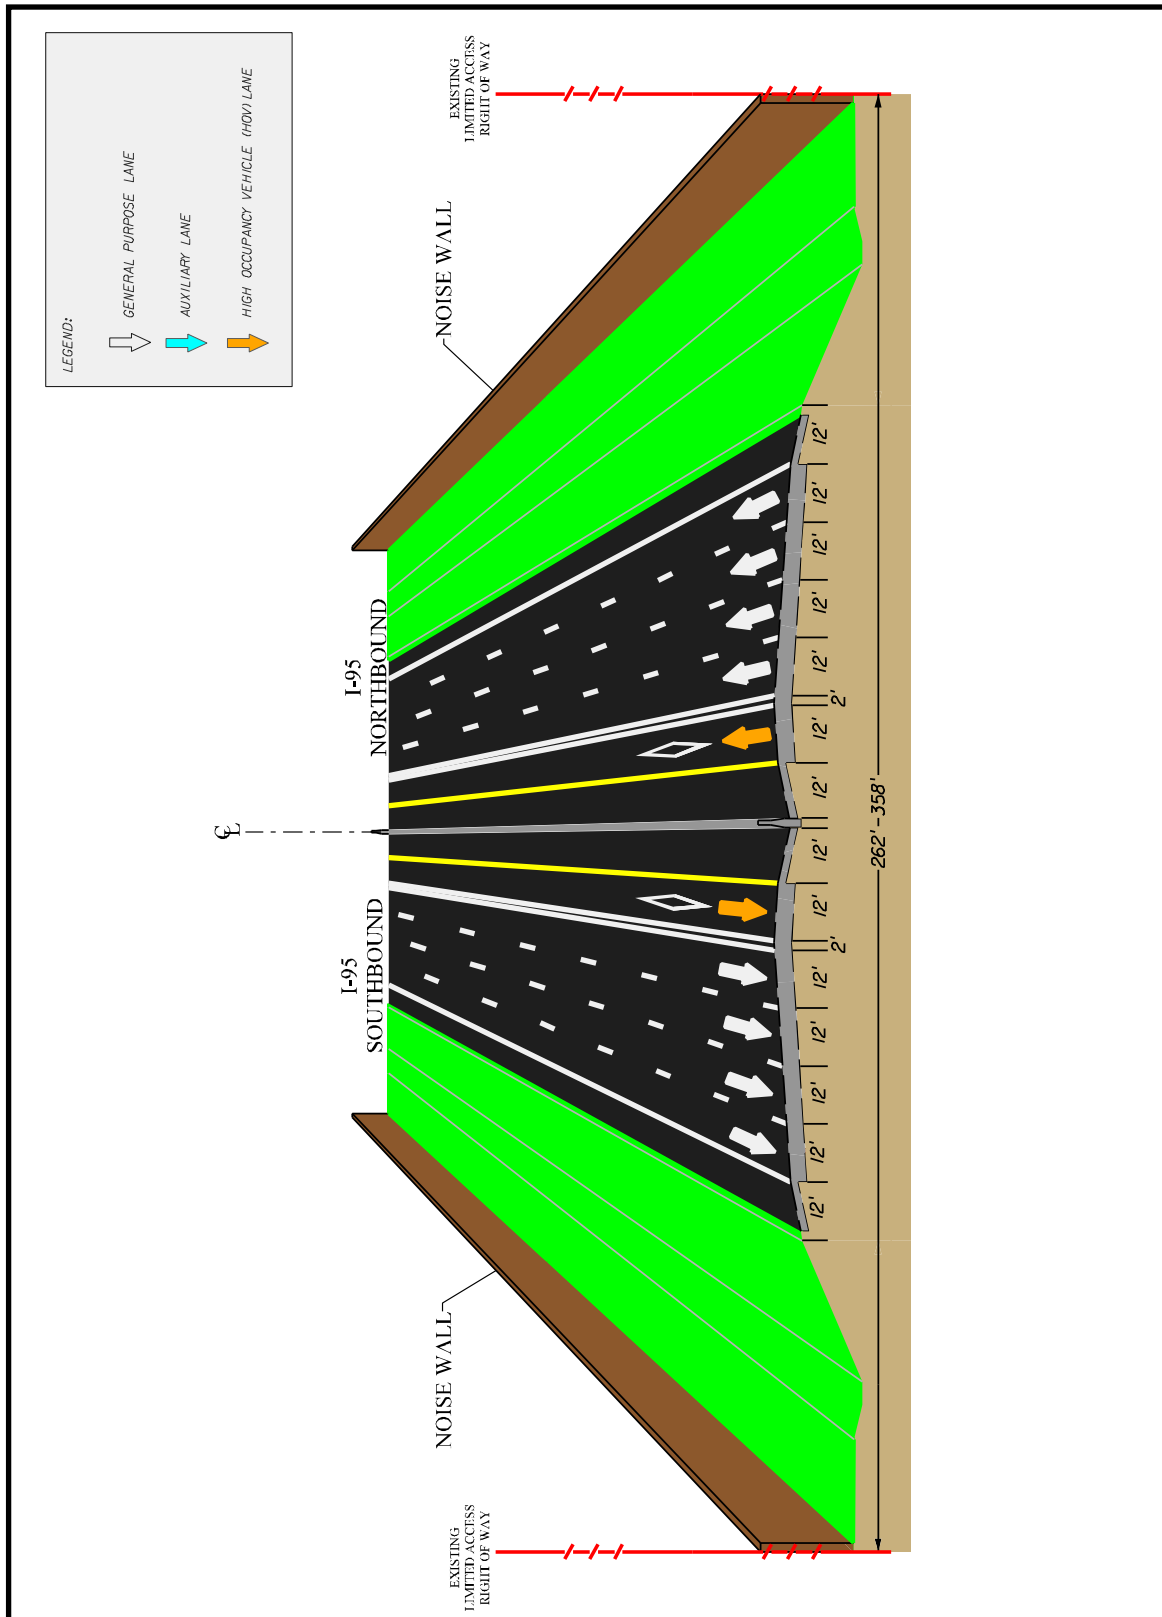 LEGEND:
GENERAL PURPOSE LANE
AUXILIARY LANE
HIGH OCCUPANCY VEHICLE (HOV) LANE
℄
EXISTING
LIMITED ACCESS
RIGHT OF WAY
NOISE WALL
I-95
SOUTHBOUND
I-95
NORTHBOUND
NOISE WALL
EXISTING
LIMITED ACCESS
RIGHT OF WAY
12' 12' 12' 12' 12' 2' 12' 12' 12' 12' 2' 12' 12' 12' 12' 12'
262'-358'